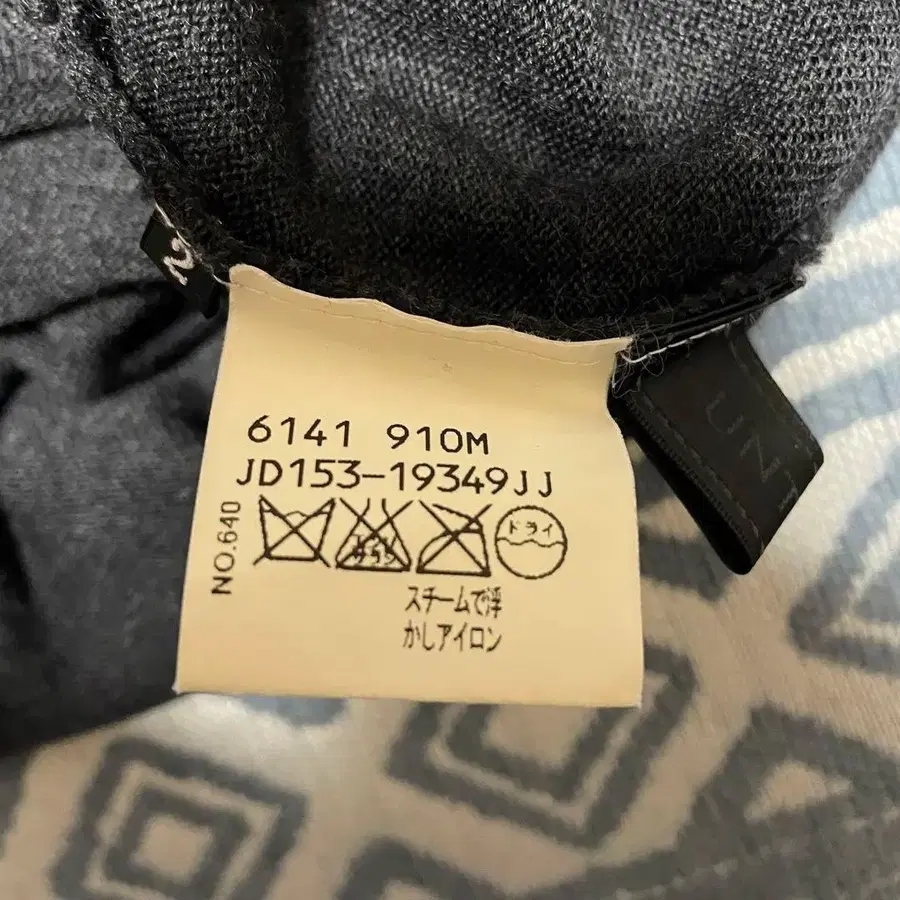 2
6141 910M
JD153-19349JJ
NO.640
ドライ
スチームで浮
かしアイロン
UN